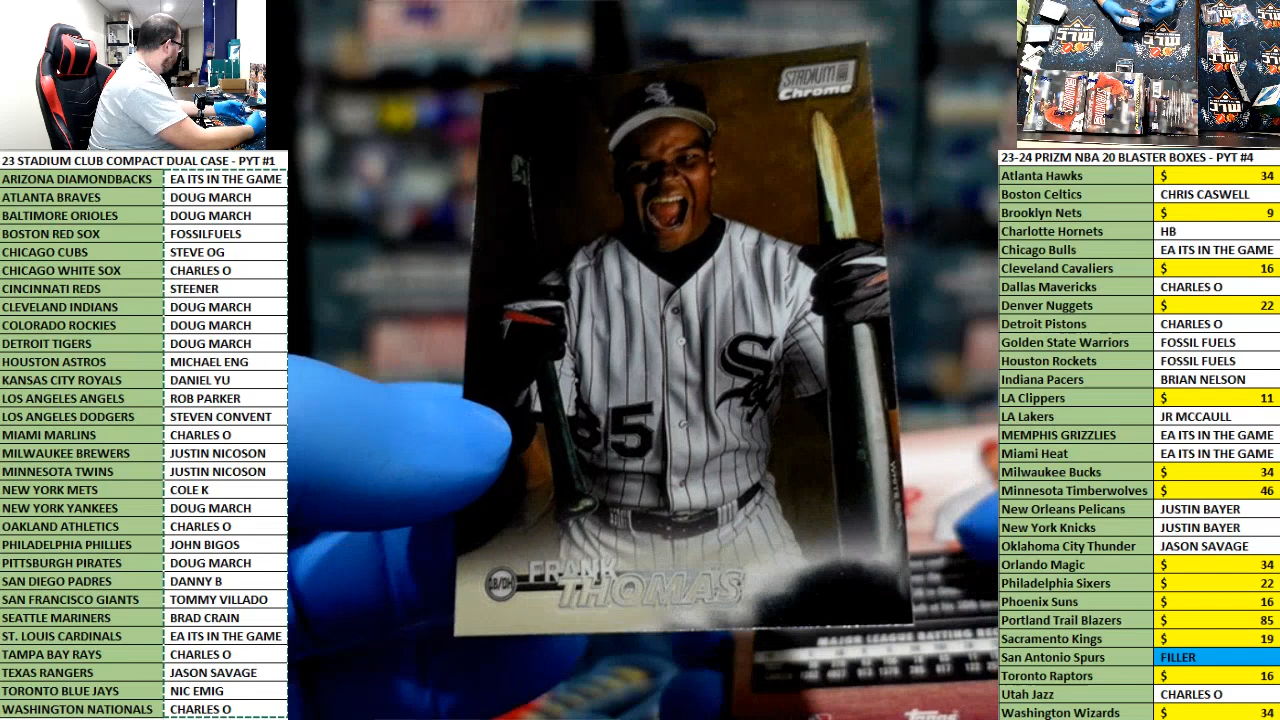 23 STADIUM CLUB COMPACT DUAL CASE - PYT #1
ARIZONA DIAMONDBACKS EA ITS IN THE GAME
ATLANTA BRAVES DOUG MARCH
BALTIMORE ORIOLES DOUG MARCH
BOSTON RED SOX FOSSILFUELS
CHICAGO CUBS STEVE OG
CHICAGO WHITE SOX CHARLES O
CINCINNATI REDS STEENER
CLEVELAND INDIANS DOUG MARCH
COLORADO ROCKIES DOUG MARCH
DETROIT TIGERS DOUG MARCH
HOUSTON ASTROS MICHAEL ENG
KANSAS CITY ROYALS DANIEL YU
LOS ANGELES ANGELS ROB PARKER
LOS ANGELES DODGERS STEVEN CONVENT
MIAMI MARLINS CHARLES O
MILWAUKEE BREWERS JUSTIN NICOSON
MINNESOTA TWINS JUSTIN NICOSON
NEW YORK METS COLE K
NEW YORK YANKEES DOUG MARCH
OAKLAND ATHLETICS CHARLES O
PHILADELPHIA PHILLIES JOHN BIGOS
PITTSBURGH PIRATES DOUG MARCH
SAN DIEGO PADRES DANNY B
SAN FRANCISCO GIANTS TOMMY VILLADO
SEATTLE MARINERS BRAD CRAIN
ST. LOUIS CARDINALS EA ITS IN THE GAME
TAMPA BAY RAYS CHARLES O
TEXAS RANGERS JASON SAVAGE
TORONTO BLUE JAYS NIC EMIG
WASHINGTON NATIONALS CHARLES O
STADIUM
Chrome
Sox
35
1B/DH
FRANK
THOMAS
MAJOR LEAGUE BATTING
Topps
23-24 PRIZM NBA 20 BLASTER BOXES - PYT #4
Atlanta Hawks $ 34
Boston Celtics CHRIS CASWELL
Brooklyn Nets $ 9
Charlotte Hornets HB
Chicago Bulls EA ITS IN THE GAME
Cleveland Cavaliers $ 16
Dallas Mavericks CHARLES O
Denver Nuggets $ 22
Detroit Pistons CHARLES O
Golden State Warriors FOSSIL FUELS
Houston Rockets FOSSIL FUELS
Indiana Pacers BRIAN NELSON
LA Clippers $ 11
LA Lakers JR MCCAULL
MEMPHIS GRIZZLIES EA ITS IN THE GAME
Miami Heat EA ITS IN THE GAME
Milwaukee Bucks $ 34
Minnesota Timberwolves $ 46
New Orleans Pelicans JUSTIN BAYER
New York Knicks JUSTIN BAYER
Oklahoma City Thunder JASON SAVAGE
Orlando Magic $ 34
Philadelphia Sixers $ 22
Phoenix Suns $ 16
Portland Trail Blazers $ 85
Sacramento Kings $ 19
San Antonio Spurs FILLER
Toronto Raptors $ 16
Utah Jazz CHARLES O
Washington Wizards $ 34